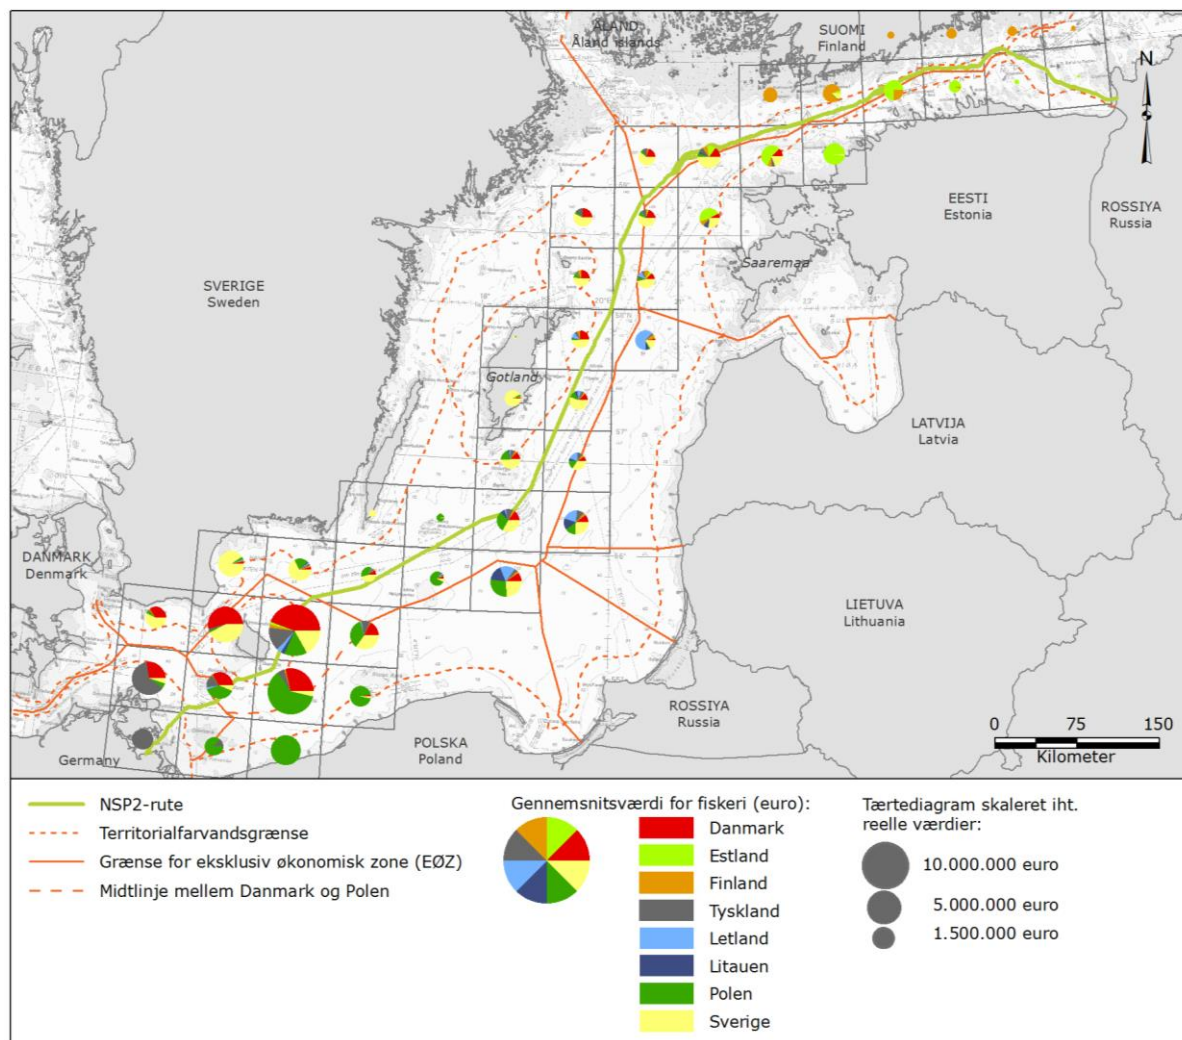 ÅLAND
Åland islands
SUOMI
Finland
N
EESTI
Estonia
ROSSIYA
Russia
Saaremaa
SVERIGE
Sweden
Gotland
LATVIJA
Latvia
DANMARK
Denmark
LIETUVA
Lithuania
ROSSIYA
Russia
0 75 150
Kilometer
Germany
POLSKA
Poland
NSP2-rute
Territorialfarvandsgrænse
Grænse for eksklusiv økonomisk zone (EØZ)
Midtlinje mellem Danmark og Polen
Gennemsnitsværdi for fiskeri (euro):
Danmark
Estland
Finland
Tyskland
Letland
Litauen
Polen
Sverige
Tærtediagram skaleret iht.
reelle værdier:
10.000.000 euro
5.000.000 euro
1.500.000 euro